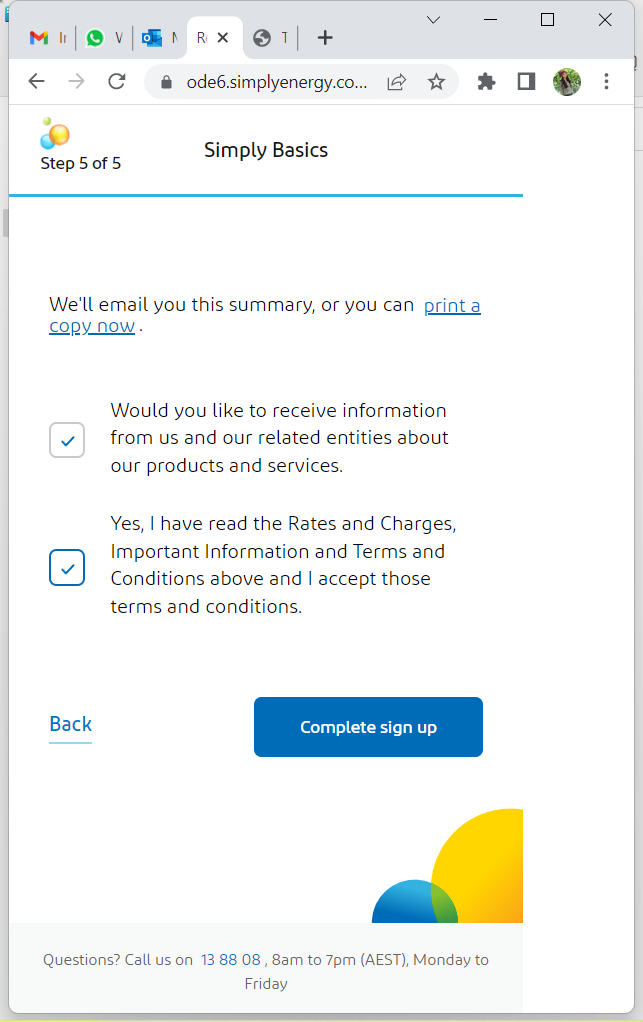 Ir
V
N
R
T
ode6.simplyenergy.co...
Step 5 of 5
Simply Basics
We'll email you this summary, or you can print a
copy now .
Would you like to receive information
from us and our related entities about
our products and services.
Yes, I have read the Rates and Charges,
Important Information and Terms and
Conditions above and I accept those
terms and conditions.
Back
Complete sign up
Questions? Call us on 13 88 08 , 8am to 7pm (AEST), Monday to
Friday